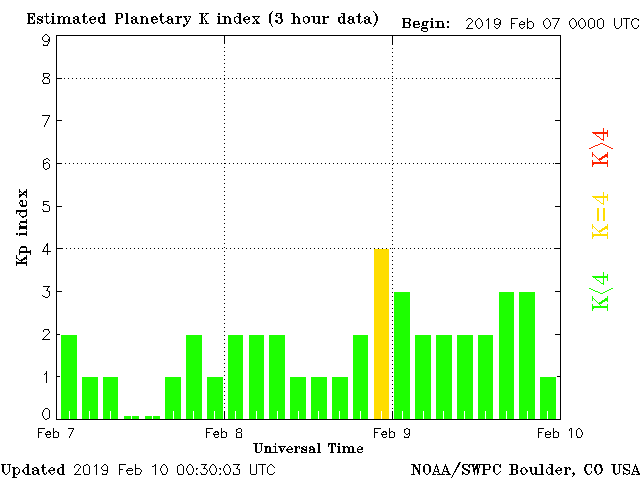 Estimated Planetary K index (3 hour data) Begin: 2019 Feb 07 0000 UTC
9
8
7
6
5
4
3
2
1
0
Kp index
K>4
K=4
K<4
Feb 7 Feb 8 Feb 9 Feb 10
Universal Time
Updated 2019 Feb 10 00:30:03 UTC NOAA/SWPC Boulder, CO USA